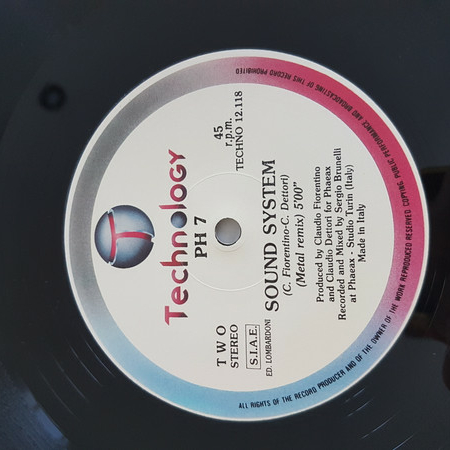 T
Technology
PH 7
TWO
STEREO
S.I.A.E.
ED. LOMBARDONI
45
r.p.m.
TECHNO 12.118
SOUND SYSTEM
(C. Fiorentino-C. Dettori)
(Metal remix) 5'00"
Produced by Claudio Fiorentino
and Claudio Dettori for Phaeax
Recorded and Mixed by Sergio Brunelli
at Phaeax - Studio Turin (Italy)
Made in Italy
ALL RIGHTS OF THE RECORD PRODUCER AND OF THE OWNER OF THE WORK REPRODUCED RESERVED COPYING PUBLIC PERFORMANCE AND BROADCASTING OF THIS RECORD PROHIBITED